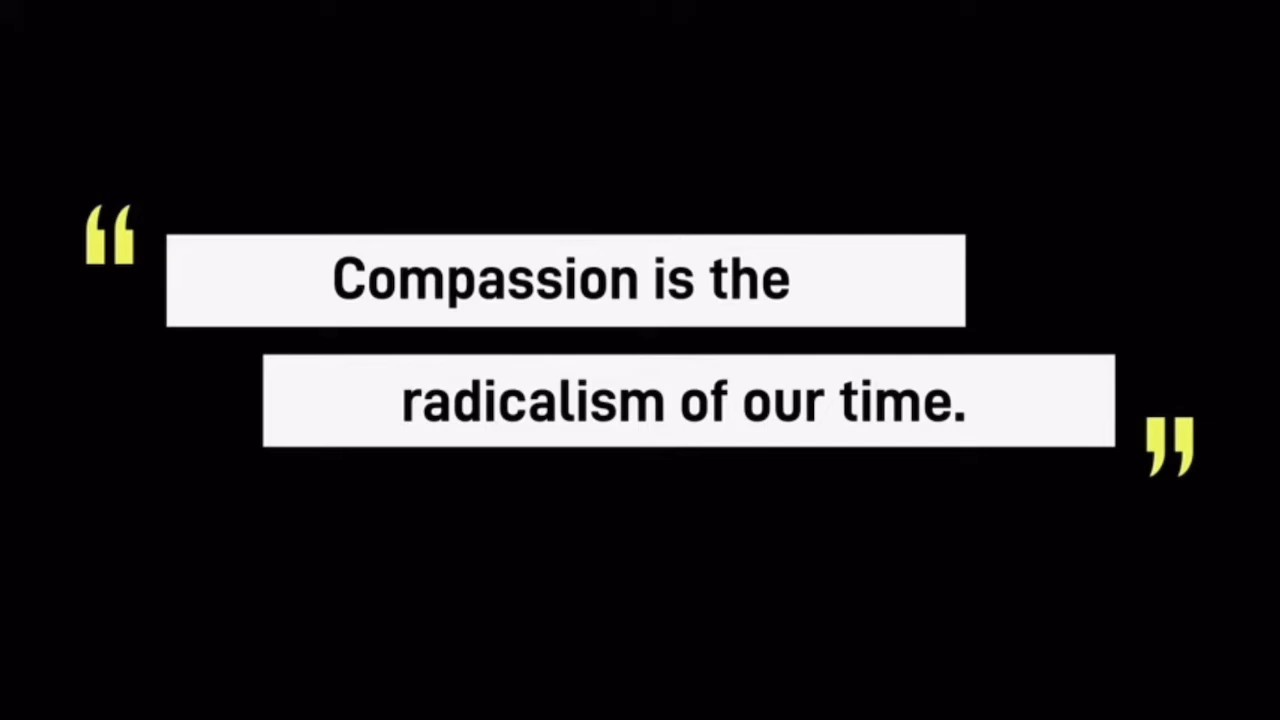 “Compassion is the
radicalism of our time.”